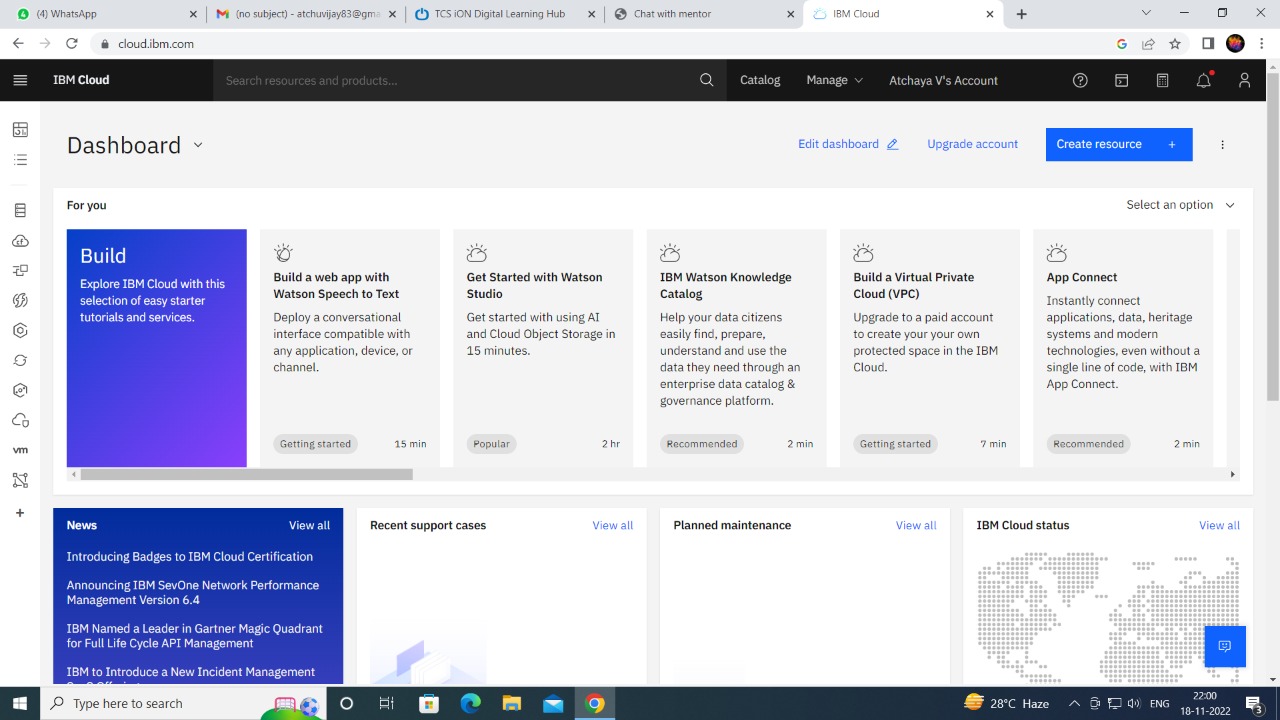 (4) WhatsApp
(no subject) - atchuvijay83@gma
TCS iON Digital Learning Hub
Chat with mentor
IBM Cloud
cloud.ibm.com
IBM Cloud
Search resources and products...
Catalog
Manage
Atchaya V's Account
Dashboard
Edit dashboard
Upgrade account
Create resource +
For you
Select an option
Build
Explore IBM Cloud with this
selection of easy starter
tutorials and services.
Build a web app with
Watson Speech to Text
Deploy a conversational
interface compatible with
any application, device, or
channel.
Getting started 15 min
Get Started with Watson
Studio
Get started with using AI
and Cloud Object Storage in
15 minutes.
Popular 2 hr
IBM Watson Knowledge
Catalog
Help your data citizens
easily find, prepare,
understand and use the
data they need through an
enterprise data catalog &
governance platform.
Recommended 2 min
Build a Virtual Private
Cloud (VPC)
Upgrade to a paid account
to create your your own
protected space in the IBM
Cloud.
Getting started 7 min
App Connect
Instantly connect
applications, data, heritage
systems and modern
technologies, even without a
single line of code, with IBM
App Connect.
Recommended 2 min
vm
News View all
Introducing Badges to IBM Cloud Certification
Announcing IBM SevOne Network Performance
Management Version 6.4
IBM Named a Leader in Gartner Magic Quadrant
for Full Life Cycle API Management
IBM to Introduce a New Incident Management
Recent support cases View all
Planned maintenance View all
IBM Cloud status View all
Type here to search
28°C Haze
ENG
22:00
18-11-2022
3